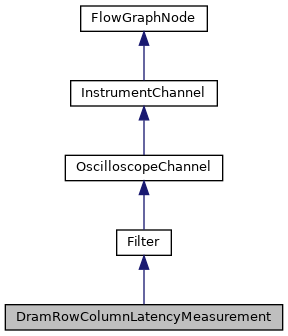 FlowGraphNode
InstrumentChannel
OscilloscopeChannel
Filter
DramRowColumnLatencyMeasurement